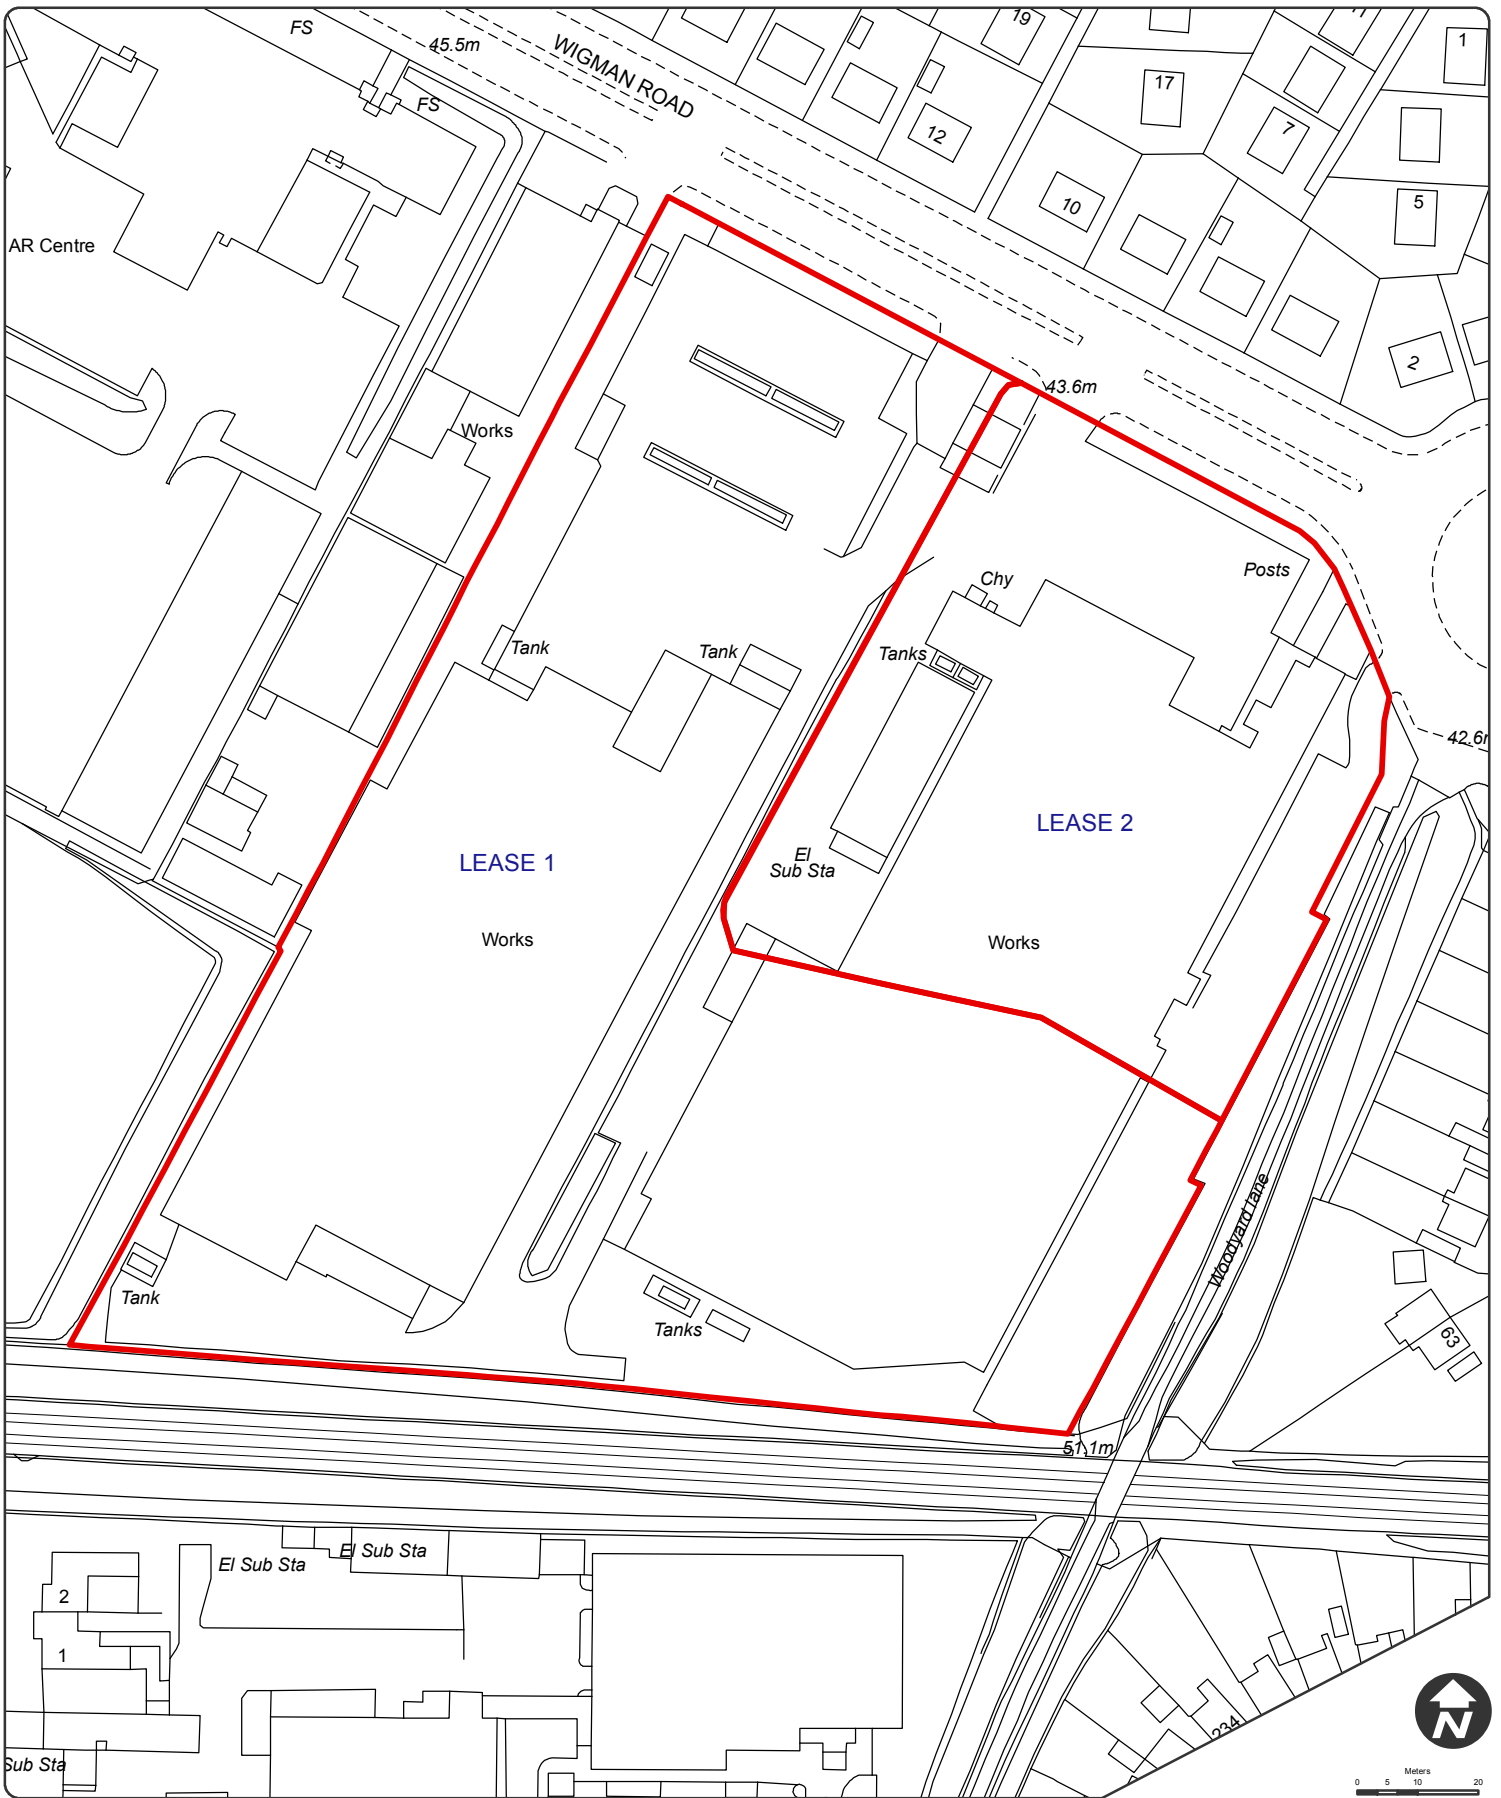 FS
45.5m
WIGMAN ROAD
19
1
17
FS
12
7
10
5
AR Centre
2
43.6m
Works
Posts
Chy
Tank
Tank
Tanks
42.6
LEASE 2
El
Sub Sta
LEASE 1
Works
Works
Woodyard lane
Tank
Tanks
63
51.1m
El Sub Sta
El Sub Sta
2
1
234
N
Sub Sta
Meters
0 5 10 20